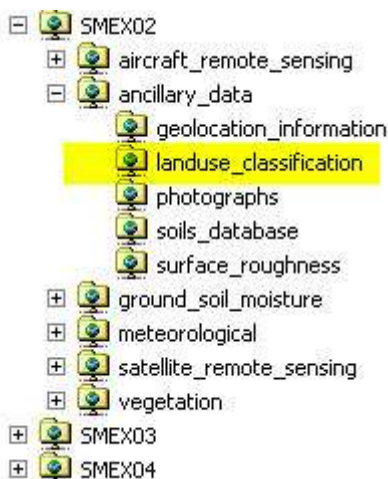 SMEX02
aircraft_remote_sensing
ancillary_data
geolocation_information
landuse_classification
photographs
soils_database
surface_roughness
ground_soil_moisture
meteorological
satellite_remote_sensing
vegetation
SMEX03
SMEX04